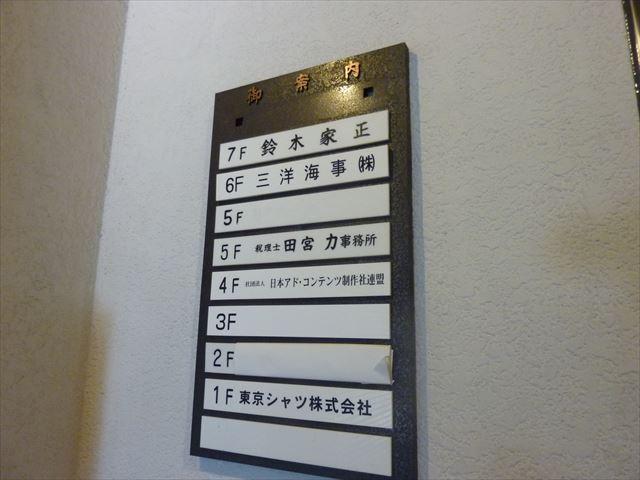 御案内
7F 鈴木家正
6F 三洋海事㈱
5F
5F 税理士 田宮 力 事務所
4F 社団法人 日本アド・コンテンツ制作社連盟
3F
2F
1F 東京シャツ株式会社